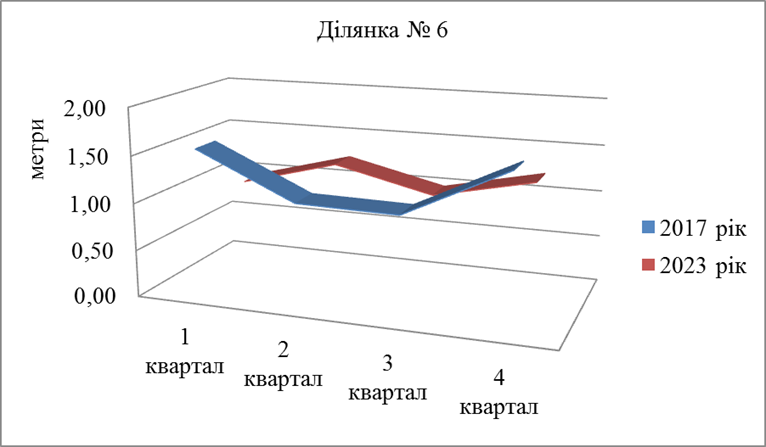 Ділянка № 6
метри
2,00
1,50
1,00
0,50
0,00
1
квартал
2
квартал
3
квартал
4
квартал
2017 рік
2023 рік